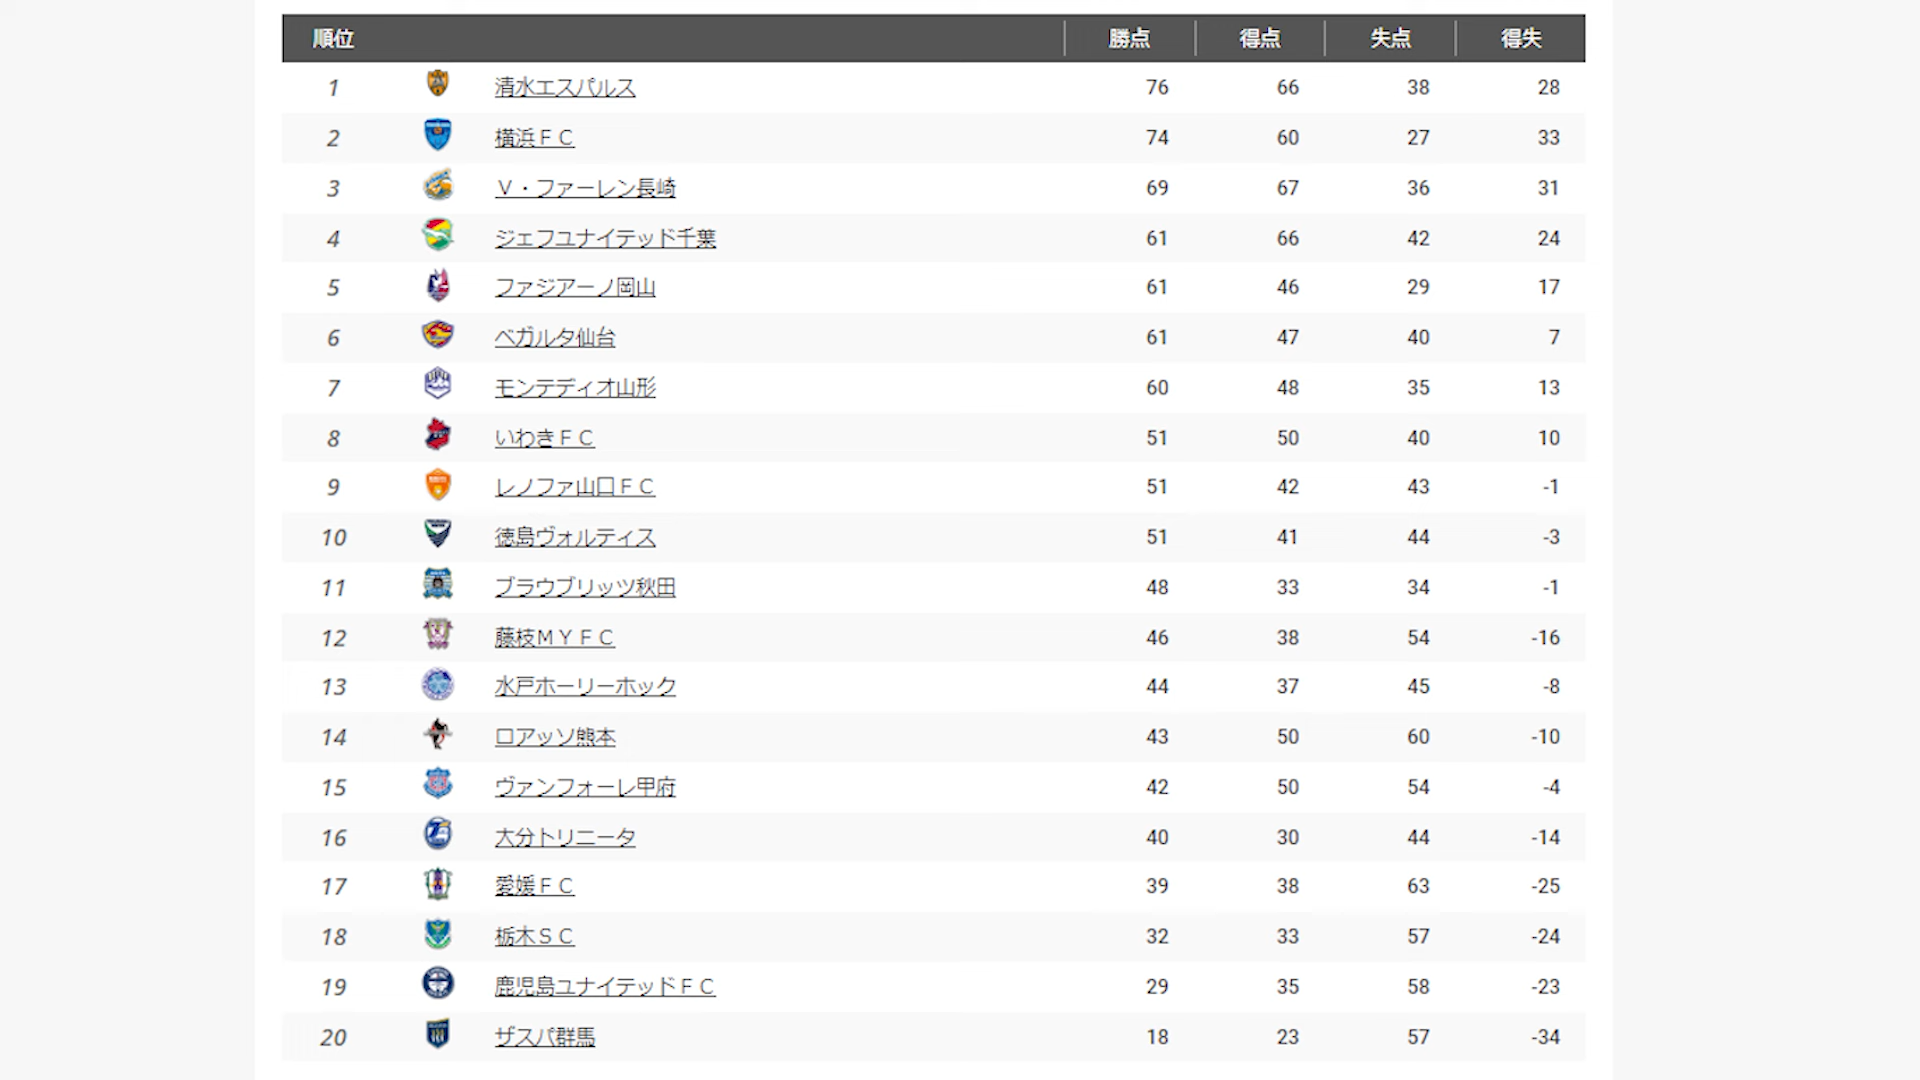 順位 勝点 得点 失点 得失
1 清水エスパルス 76 66 38 28
2 横浜ＦＣ 74 60 27 33
3 Ｖ・ファーレン長崎 69 67 36 31
4 ジェフユナイテッド千葉 61 66 42 24
5 ファジアーノ岡山 61 46 29 17
6 ベガルタ仙台 61 47 40 7
7 モンテディオ山形 60 48 35 13
8 いわきＦＣ 51 50 40 10
9 レノファ山口ＦＣ 51 42 43 -1
10 徳島ヴォルティス 51 41 44 -3
11 ブラウブリッツ秋田 48 33 34 -1
12 藤枝ＭＹＦＣ 46 38 54 -16
13 水戸ホーリーホック 44 37 45 -8
14 ロアッソ熊本 43 50 60 -10
15 ヴァンフォーレ甲府 42 50 54 -4
16 大分トリニータ 40 30 44 -14
17 愛媛ＦＣ 39 38 63 -25
18 栃木ＳＣ 32 33 57 -24
19 鹿児島ユナイテッドＦＣ 29 35 58 -23
20 ザスパ群馬 18 23 57 -34